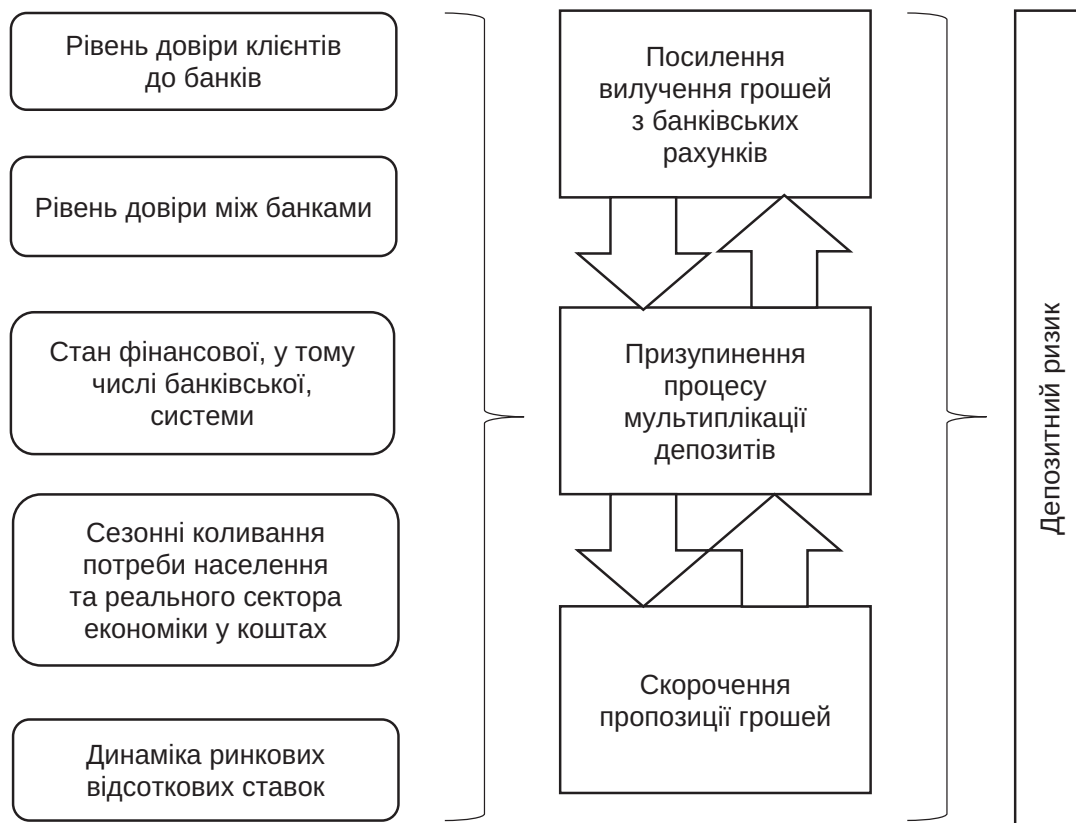 Рівень довіри клієнтів
до банків
Рівень довіри між банками
Стан фінансової, у тому
числі банківської,
системи
Сезонні коливання
потреби населення
та реального сектора
економіки у коштах
Динаміка ринкових
відсоткових ставок
Посилення
вилучення грошей
з банківських
рахунків
Призупинення
процесу
мультиплікації
депозитів
Скорочення
пропозиції грошей
Депозитний ризик